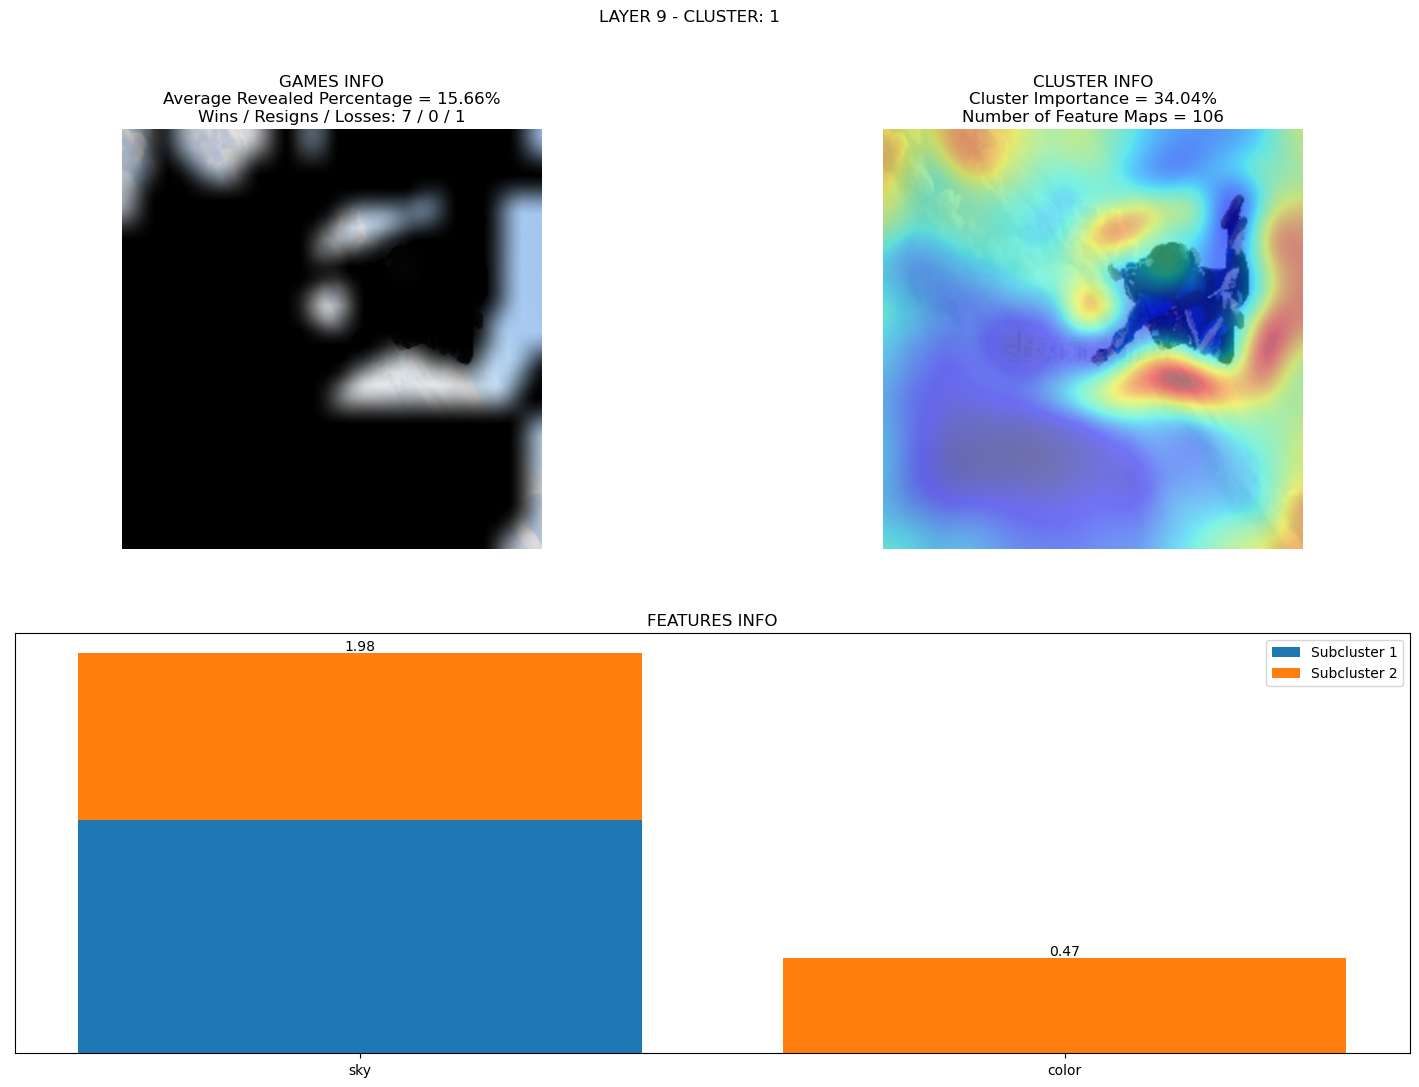 LAYER 9 - CLUSTER: 1
GAMES INFO
Average Revealed Percentage = 15.66%
Wins / Resigns / Losses: 7 / 0 / 1
CLUSTER INFO
Cluster Importance = 34.04%
Number of Feature Maps = 106
FEATURES INFO
1.98
Subcluster 1
Subcluster 2
0.47
sky
color